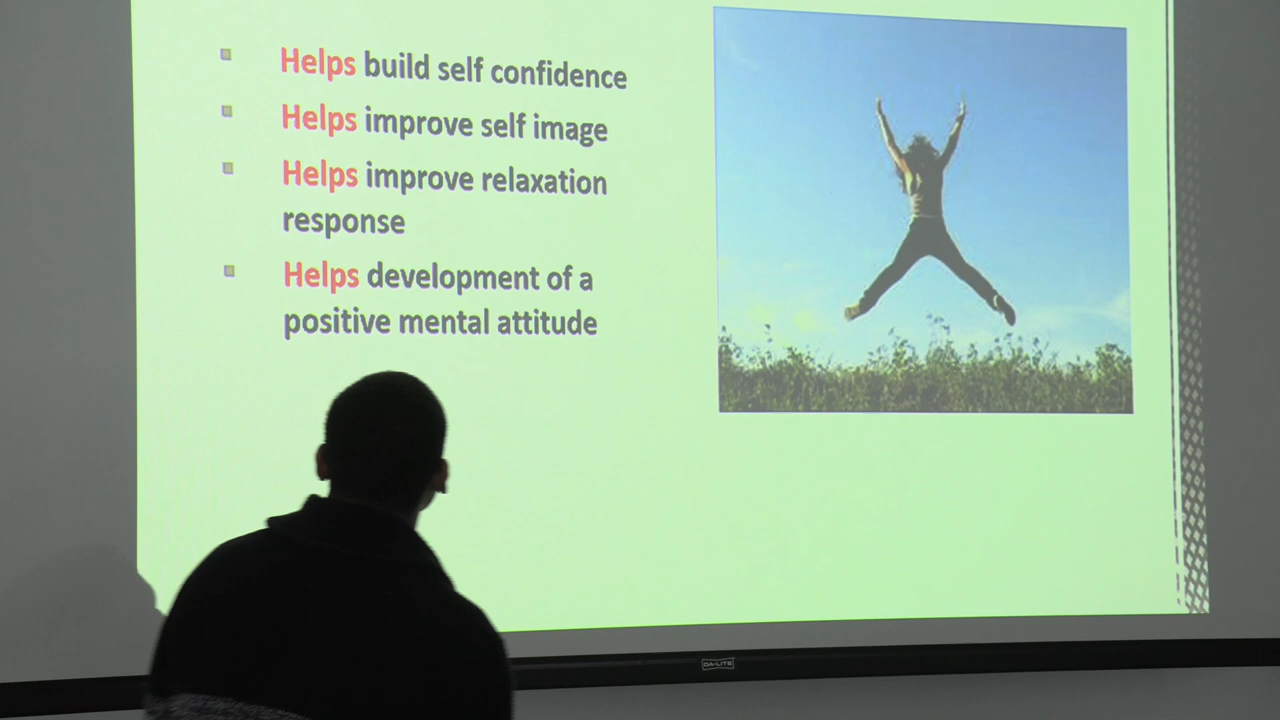 Helps build self confidence
Helps improve self image
Helps improve relaxation
response
Helps development of a
positive mental attitude
DA-LITE